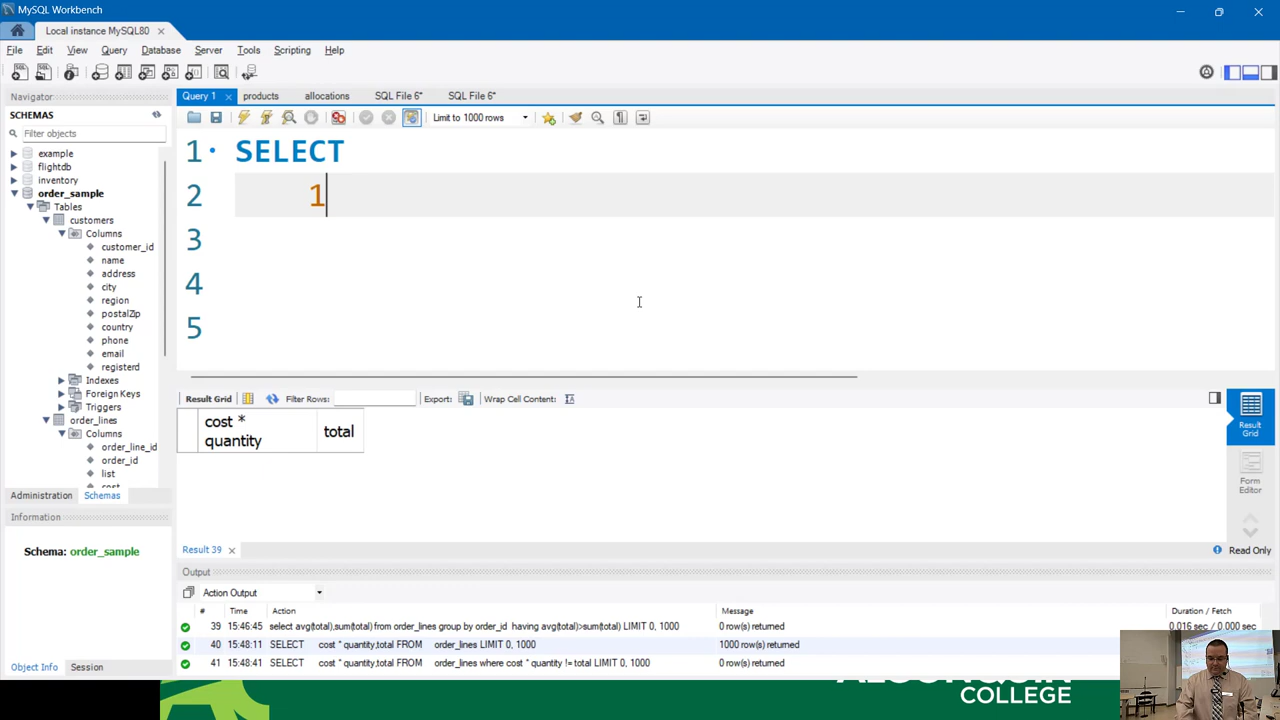 MySQL Workbench
Local instance MySQL80
File Edit View Query Database Server Tools Scripting Help
Navigator
SCHEMAS
Filter objects
example
flightdb
inventory
order_sample
Tables
customers
Columns
customer_id
name
address
city
region
postalZip
country
phone
email
registerd
Indexes
Foreign Keys
Triggers
order_lines
Columns
order_line_id
order_id
list
cost
Administration Schemas
Information
Schema: order_sample
Object Info Session
Query 1 products allocations SQL File 6* SQL File 6*
Limit to 1000 rows
1 SELECT
2 1
3
4
5
Result Grid Filter Rows: Export: Wrap Cell Content:
cost *
quantity
total
Result
Grid
Form
Editor
Result 39
Read Only
Output
Action Output
# Time Action Message Duration / Fetch
39 15:46:45 select avg(total),sum(total) from order_lines group by order_id having avg(total)>sum(total) LIMIT 0, 1000 0 row(s) returned 0.016 sec / 0.000 sec
40 15:48:11 SELECT cost * quantity,total FROM order_lines LIMIT 0, 1000 1000 row(s) returned
41 15:48:41 SELECT cost * quantity,total FROM order_lines where cost * quantity != total LIMIT 0, 1000 0 row(s) returned
COLLEGE